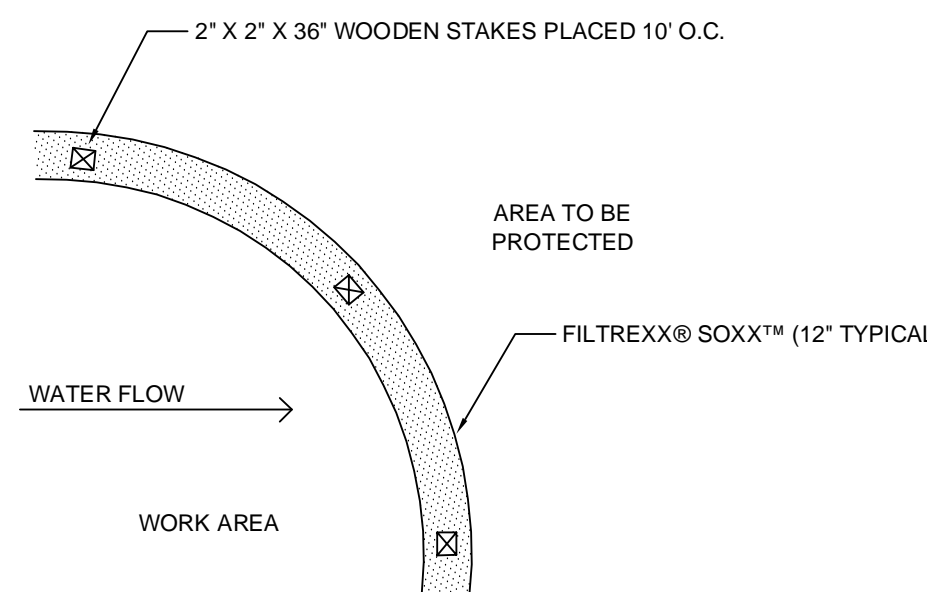 2" X 2" X 36" WOODEN STAKES PLACED 10' O.C.
AREA TO BE
PROTECTED
FILTREXX® SOXX™ (12" TYPICAL
WATER FLOW
WORK AREA